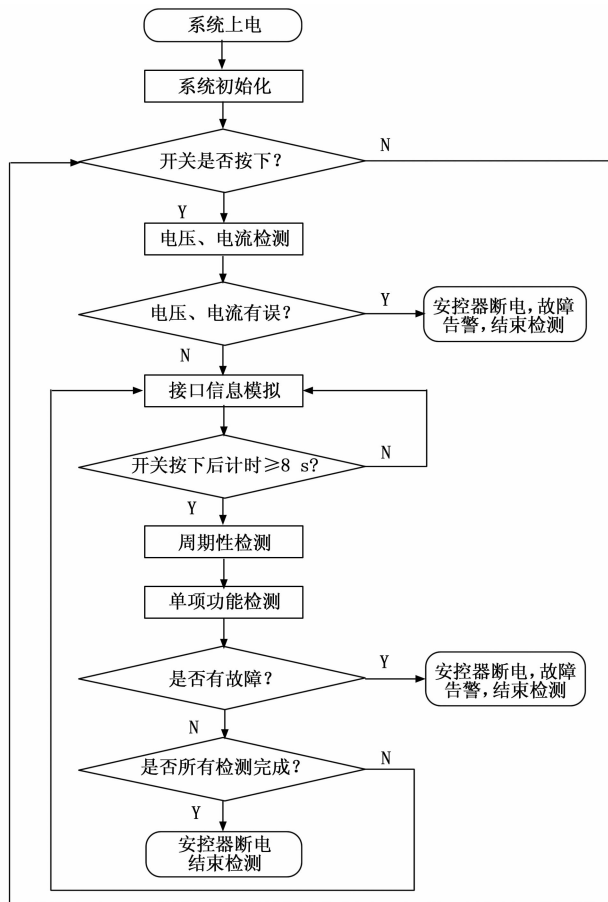 系统上电
系统初始化
开关是否按下?
N
Y
电压、电流检测
电压、电流有误?
Y
安控器断电,故障
告警,结束检测
N
接口信息模拟
开关按下后计时≥8 s?
N
Y
周期性检测
单项功能检测
是否有故障?
Y
安控器断电,故障
告警,结束检测
N
是否所有检测完成?
N
Y
安控器断电
结束检测